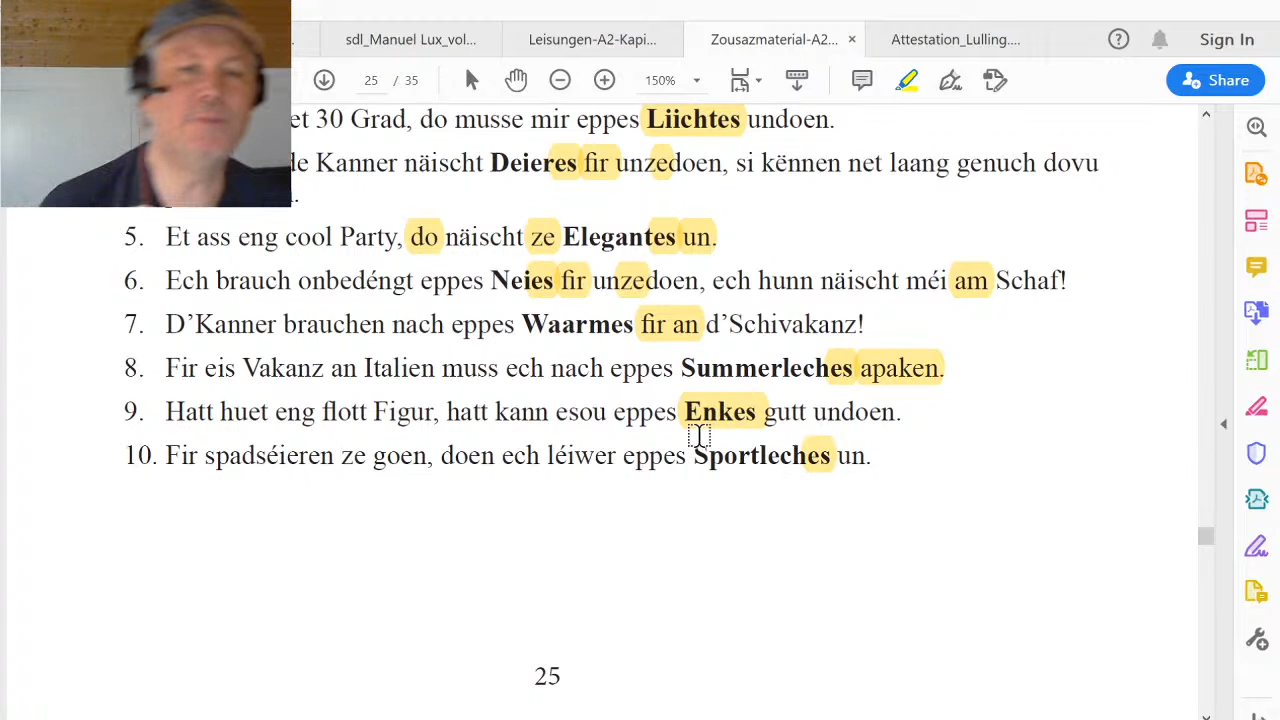 sdl_Manuel Lux_vol... Leisungen-A2-Kapi... Zousazmaterial-A2... × Attestation_Lulling.... Sign In
25 / 35 150% Share
et 30 Grad, do musse mir eppes Liichtes undoen.
de Kanner näischt Deieres fir unzedoen, si kënnen net laang genuch dovu
5. Et ass eng cool Party, do näischt ze Elegantes un.
6. Ech brauch onbedéngt eppes Neies fir unzedoen, ech hunn näischt méi am Schaf!
7. D’Kanner brauchen nach eppes Waarmes fir an d’Schivakanz!
8. Fir eis Vakanz an Italien muss ech nach eppes Summerleches apaken.
9. Hatt huet eng flott Figur, hatt kann esou eppes Enkes gutt undoen.
10. Fir spadséieren ze goen, doen ech léiwer eppes Sportleches un.
25